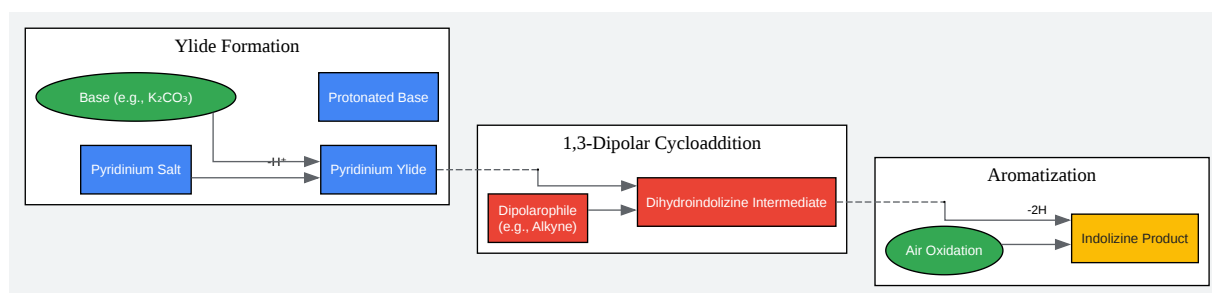 Ylide Formation
Base (e.g., K₂CO₃)
Protonated Base
-H⁺
Pyridinium Salt
Pyridinium Ylide
1,3-Dipolar Cycloaddition
Dipolarophile
(e.g., Alkyne)
Dihydroindolizine Intermediate
Aromatization
-2H
Air Oxidation
Indolizine Product